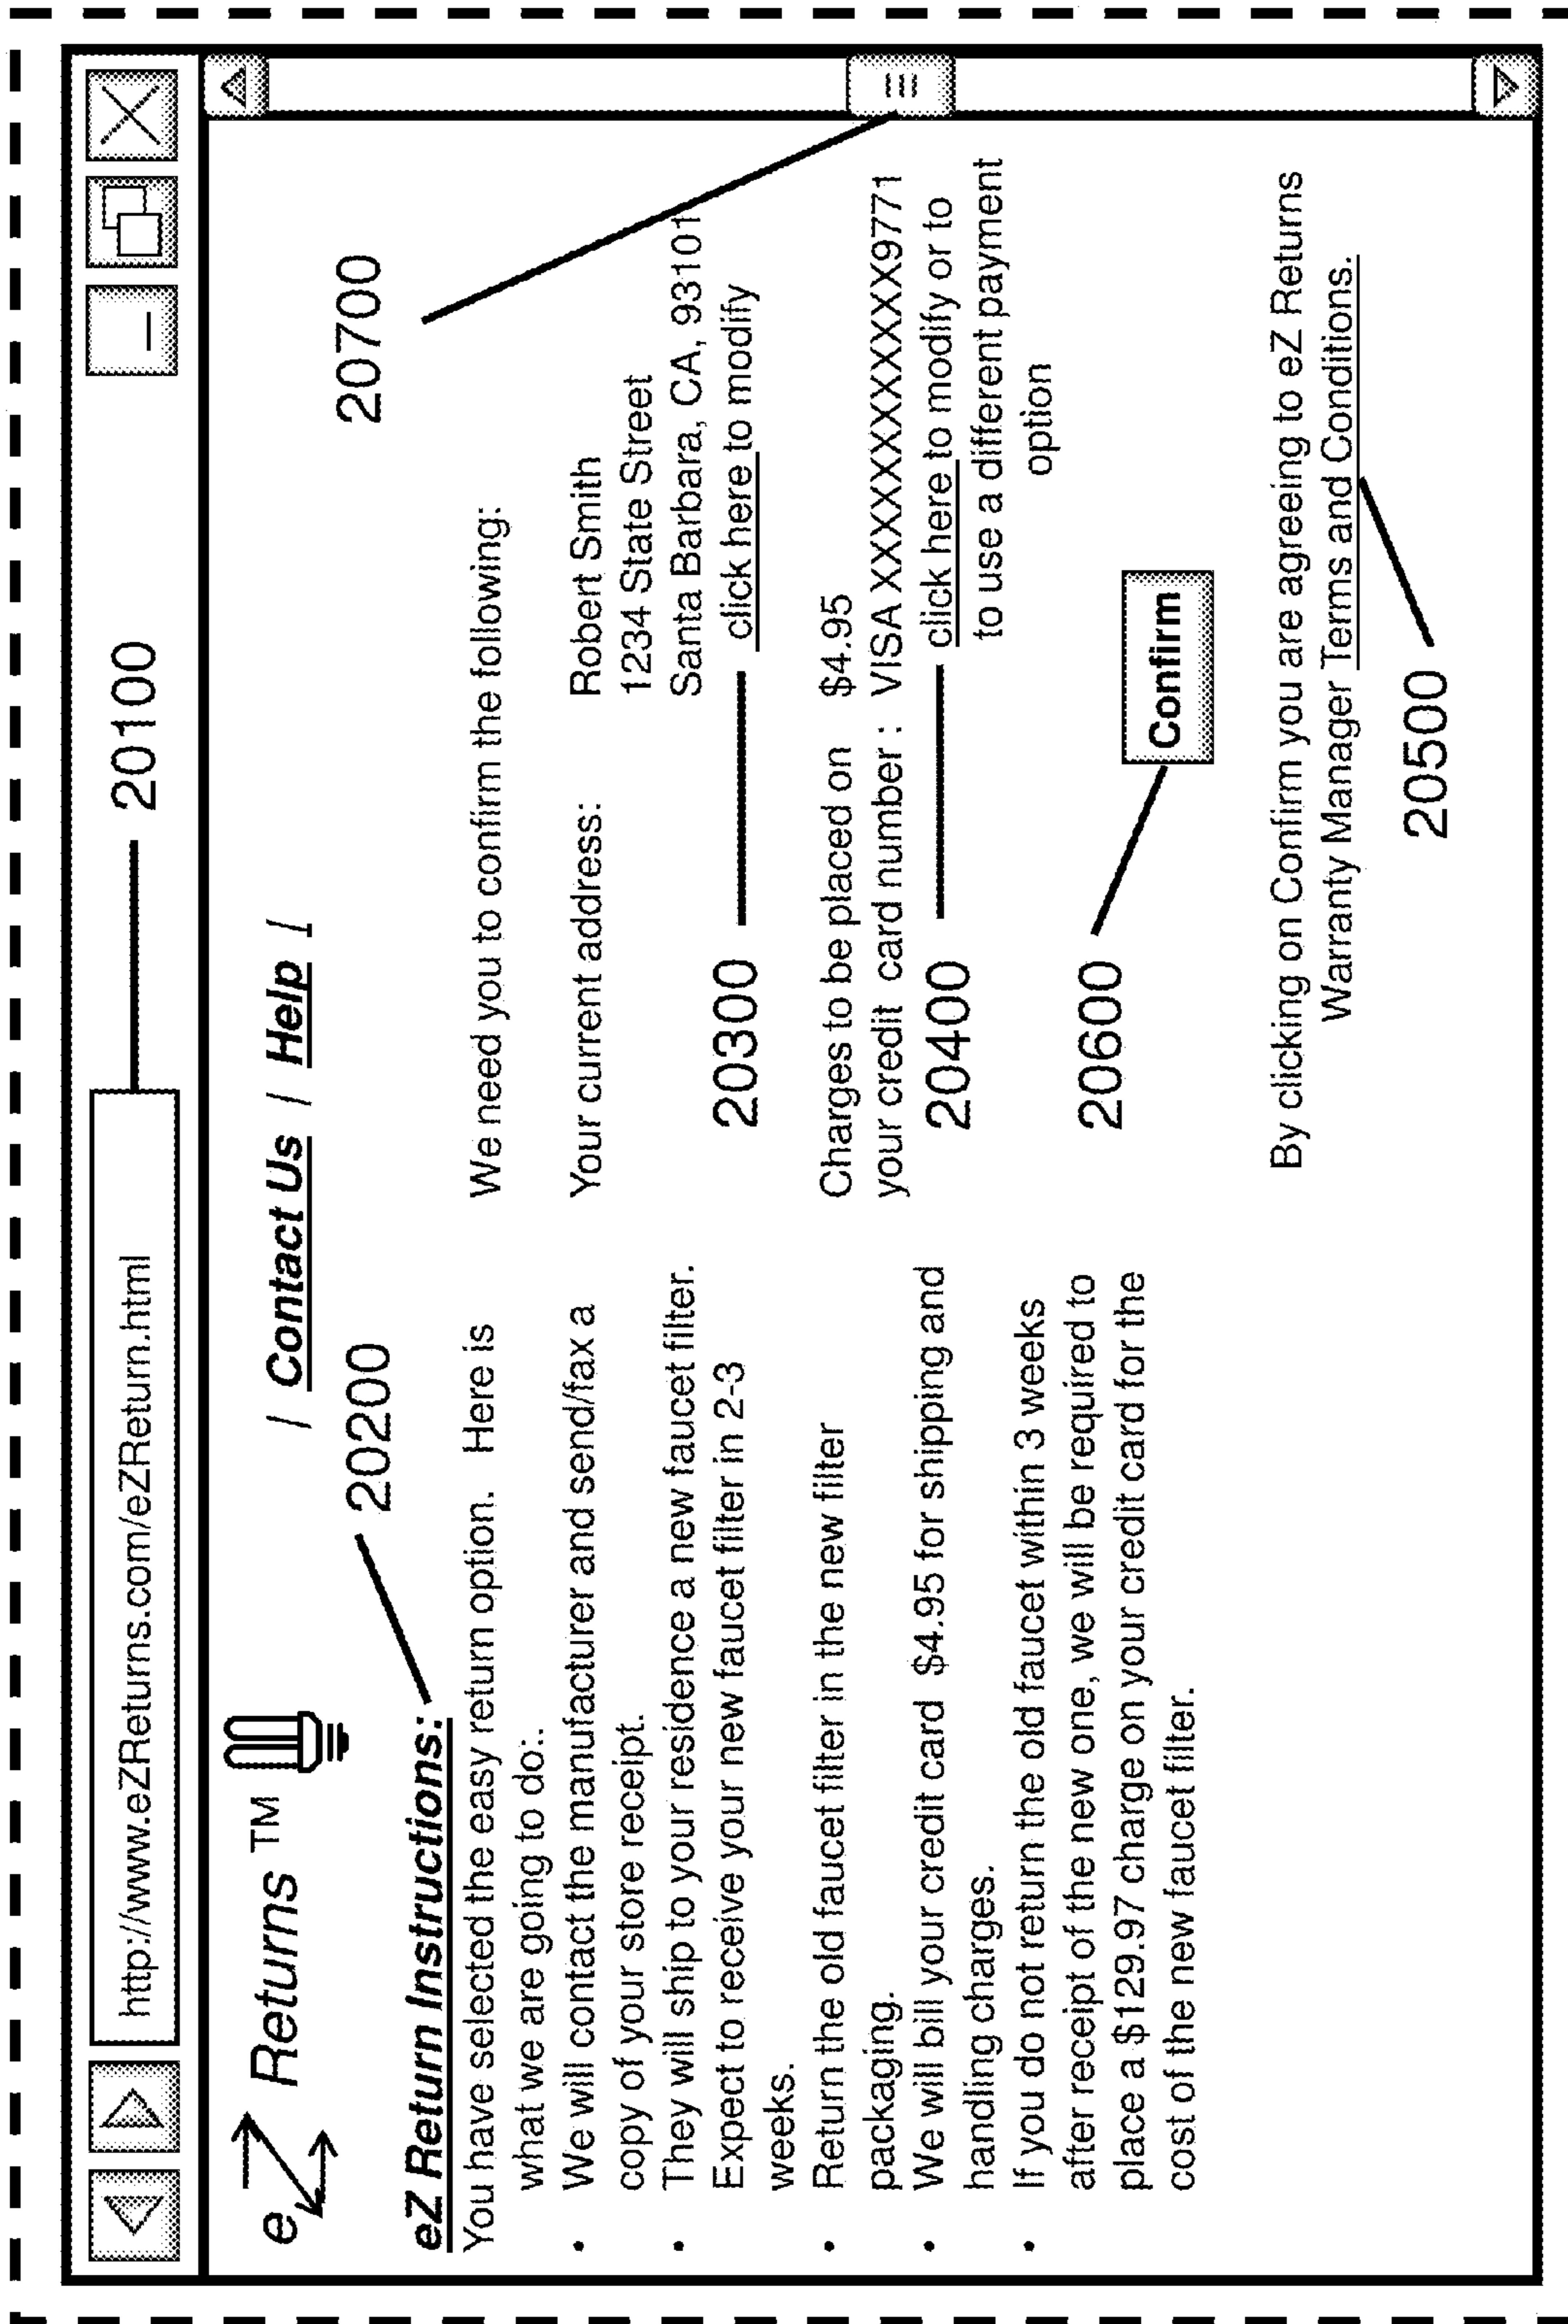 http://www.eZReturns.com/eZReturn.html
20100
eZ Returns TM
/ Contact Us / Help /
20200
20700
eZ Return Instructions:
You have selected the easy return option. Here is
what we are going to do:.
• We will contact the manufacturer and send/fax a
copy of your store receipt.
• They will ship to your residence a new faucet filter.
Expect to receive your new faucet filter in 2-3
weeks.
• Return the old faucet filter in the new filter
packaging.
• We will bill your credit card $4.95 for shipping and
handling charges.
• If you do not return the old faucet within 3 weeks
after receipt of the new one, we will be required to
place a $129.97 charge on your credit card for the
cost of the new faucet filter.
We need you to confirm the following:
Your current address:
Robert Smith
1234 State Street
Santa Barbara, CA, 93101
20300
click here to modify
Charges to be placed on $4.95
your credit card number : VISA XXXXXXXXXXXX9771
20400
click here to modify or to
to use a different payment
option
20600
Confirm
By clicking on Confirm you are agreeing to eZ Returns
Warranty Manager Terms and Conditions.
20500